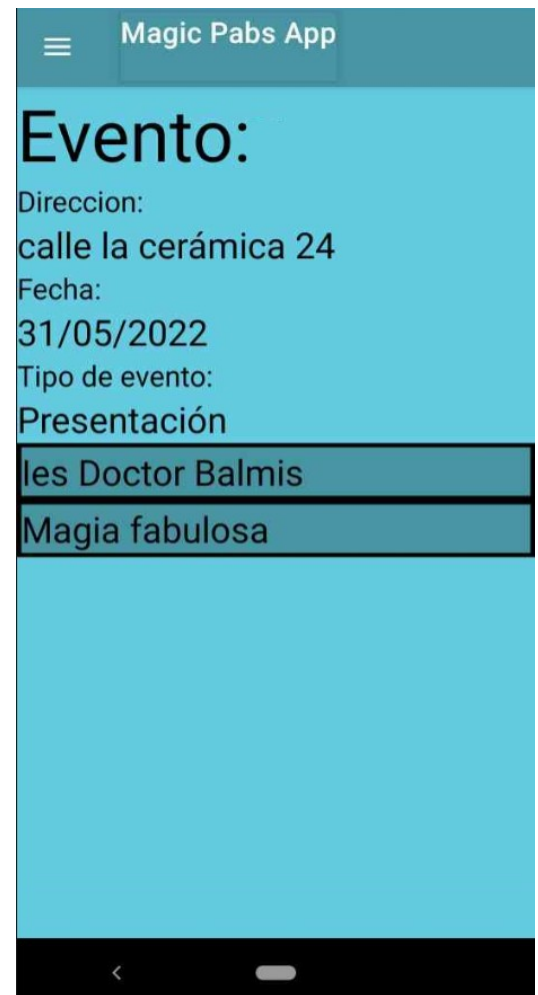 Magic Pabs App
Evento:
Direccion:
calle la cerámica 24
Fecha:
31/05/2022
Tipo de evento:
Presentación
Ies Doctor Balmis
Magia fabulosa